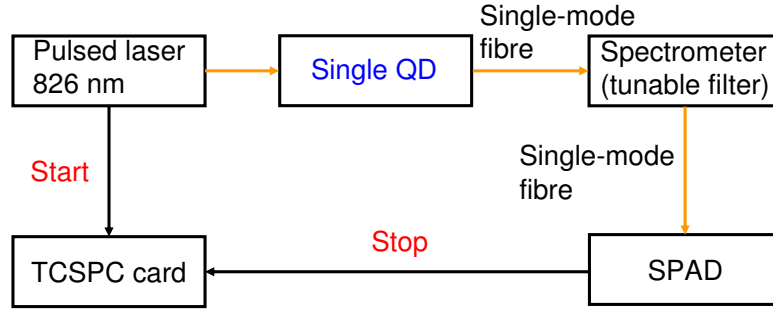 Single-mode
fibre
Pulsed laser
826 nm
Single QD
Spectrometer
(tunable filter)
Start
Single-mode
fibre
Stop
TCSPC card
SPAD